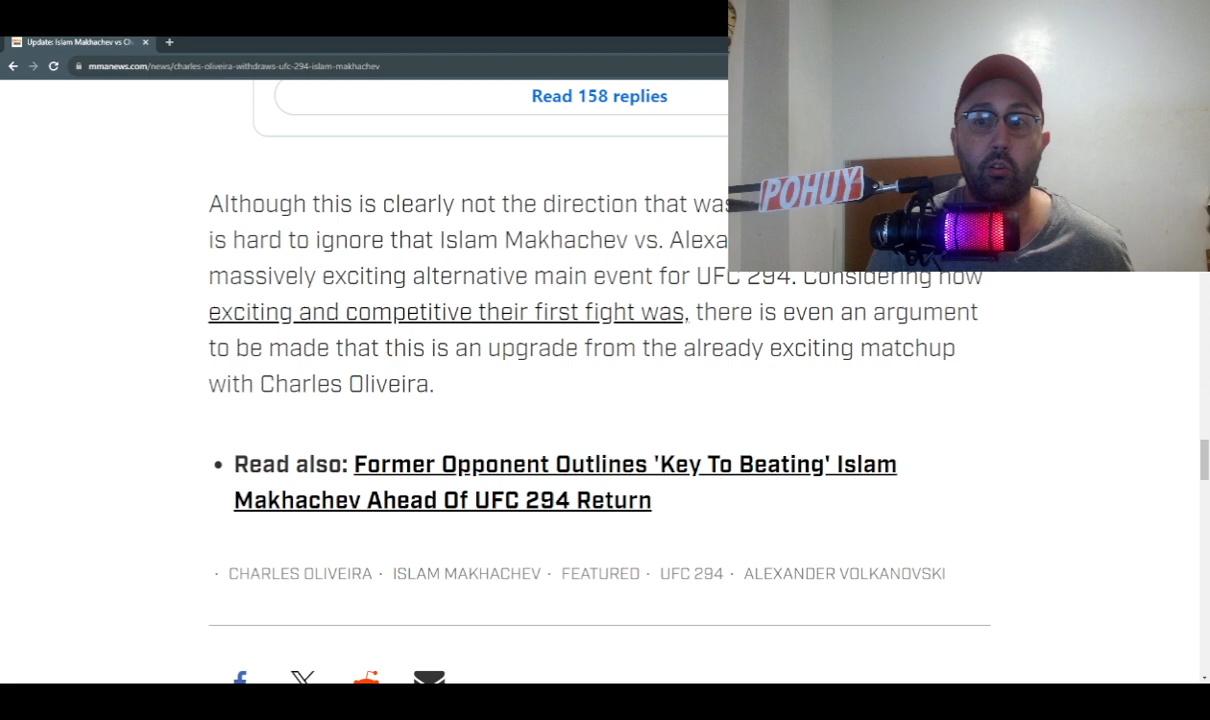 Update: Islam Makhachev vs Ch
mmanews.com/news/charles-oliveira-withdraws-ufc-294-islam-makhachev
Read 158 replies
POHUY
Although this is clearly not the direction that was
is hard to ignore that Islam Makhachev vs. Alexa
massively exciting alternative main event for UFC 294. Considering how
exciting and competitive their first fight was, there is even an argument
to be made that this is an upgrade from the already exciting matchup
with Charles Oliveira.
• Read also: Former Opponent Outlines 'Key To Beating' Islam
Makhachev Ahead Of UFC 294 Return
· CHARLES OLIVEIRA · ISLAM MAKHACHEV · FEATURED · UFC 294 · ALEXANDER VOLKANOVSKI